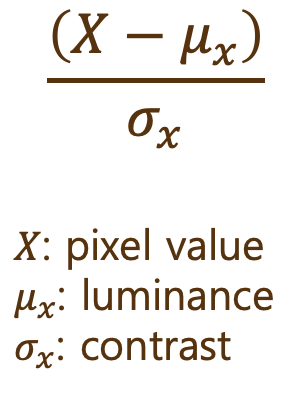 (X − μₓ)
σₓ
X: pixel value
μₓ: luminance
σₓ: contrast